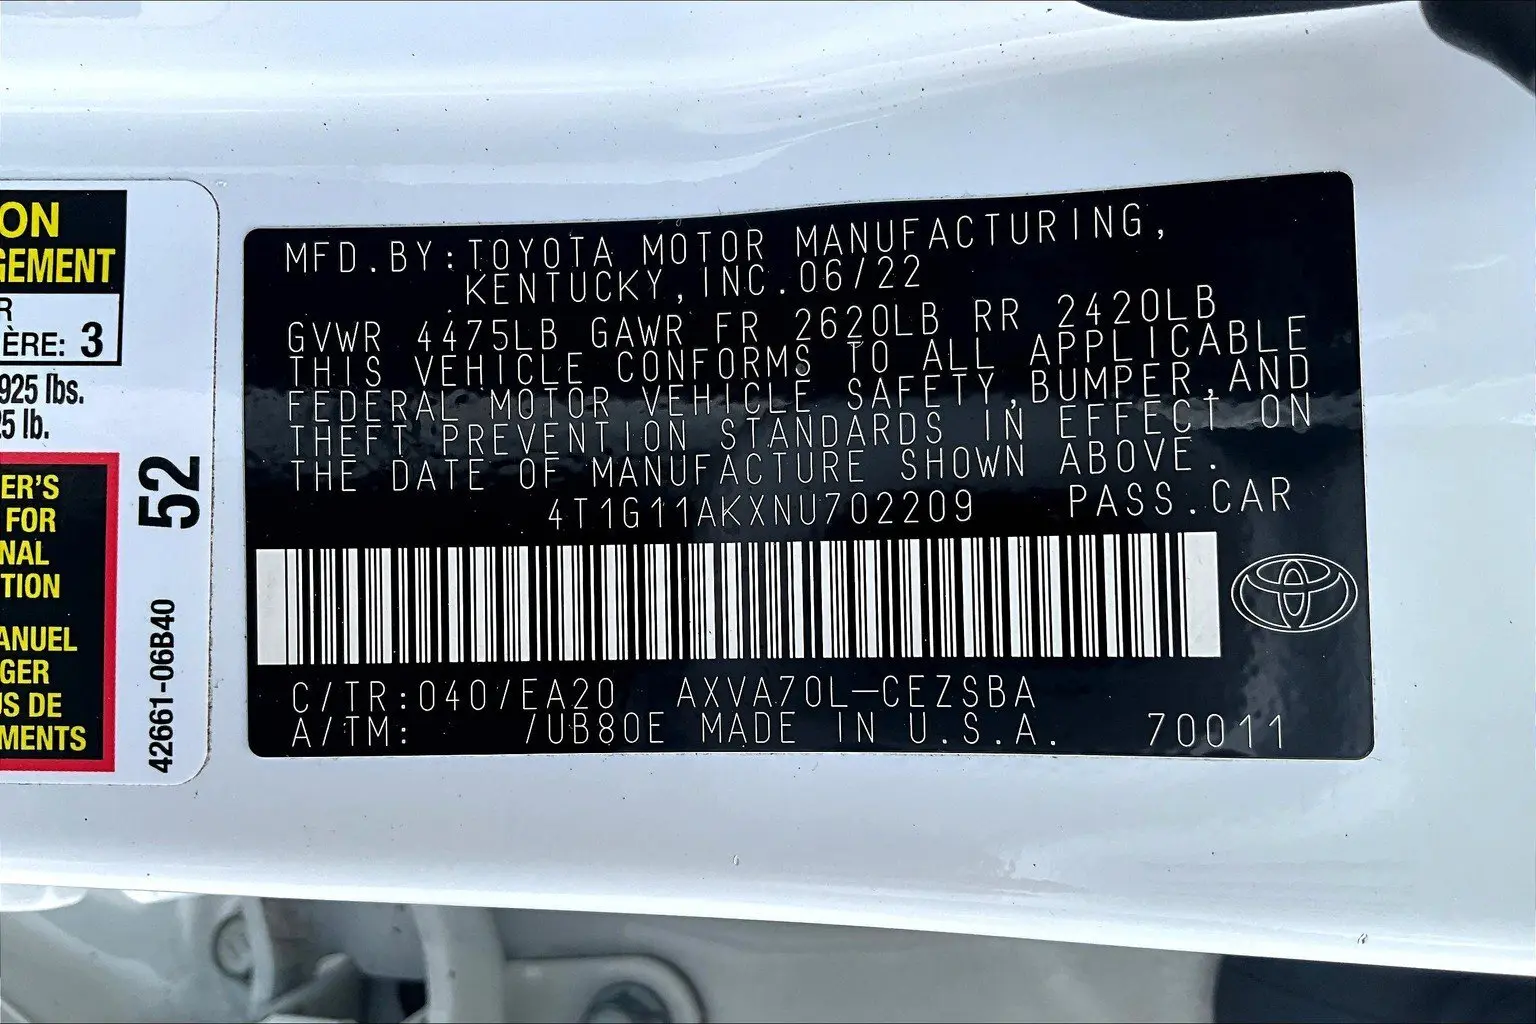 ON
GEMENT
R
ÈRE: 3
925 lbs.
5 lb.
ER'S
FOR
NAL
TION
ANUEL
GER
US DE
MENTS
52
42661-06B40
MFD.BY:TOYOTA MOTOR MANUFACTURING,
KENTUCKY,INC.06/22
GVWR 4475LB GAWR FR 2620LB RR 2420LB
THIS VEHICLE CONFORMS TO ALL APPLICABLE
FEDERAL MOTOR VEHICLE SAFETY,BUMPER,AND
THEFT PREVENTION STANDARDS IN EFFECT ON
THE DATE OF MANUFACTURE SHOWN ABOVE.
4T1G11AKXNU702209 PASS.CAR
C/TR:040/EA20 AXVA70L-CEZSBA
A/TM: /UB80E MADE IN U.S.A. 70011